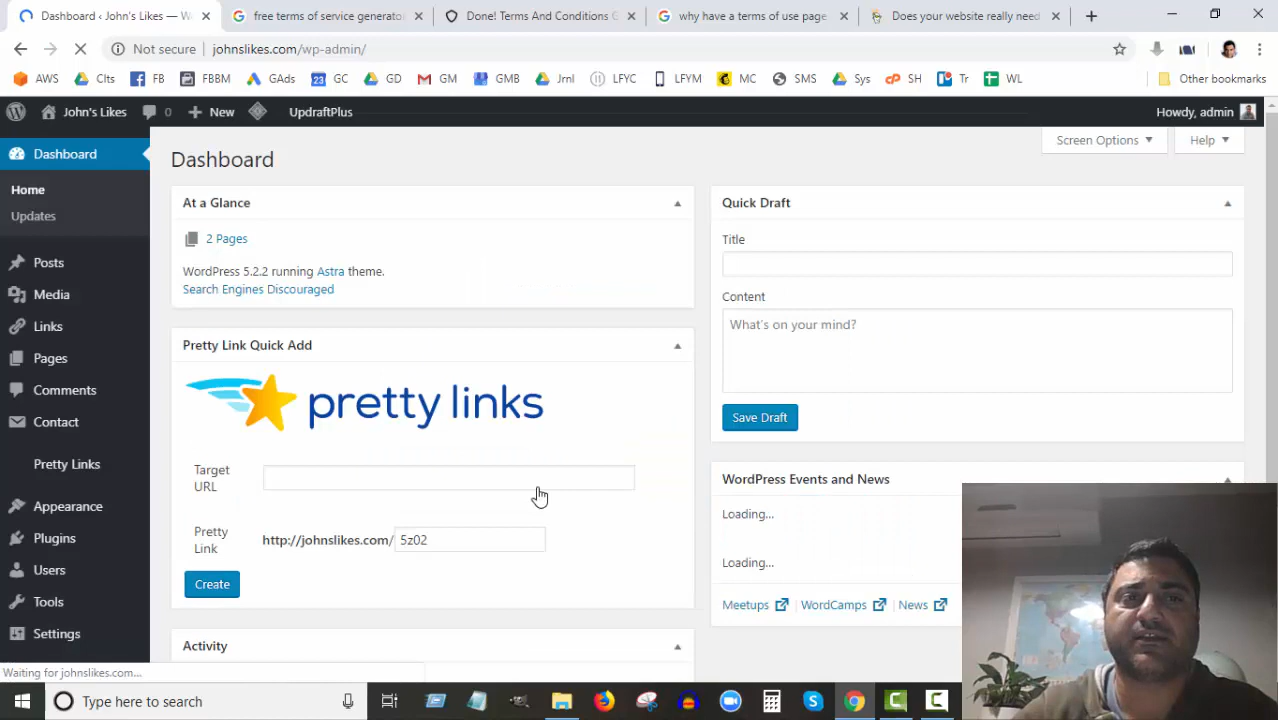 Dashboard ‹ John's Likes — W
free terms of service generator
Done! Terms And Conditions G
why have a terms of use page
Does your website really need
Not secure
johnslikes.com/wp-admin/
AWS
Clts
FB
FBBM
GAds
GC
GD
GM
GMB
Jrnl
LFYC
LFYM
MC
SMS
Sys
SH
Tr
WL
Other bookmarks
John's Likes
0
New
UpdraftPlus
Howdy, admin
Dashboard
Home
Updates
Posts
Media
Links
Pages
Comments
Contact
Pretty Links
Appearance
Plugins
Users
Tools
Settings
Dashboard
Screen Options
Help
At a Glance
2 Pages
WordPress 5.2.2 running Astra theme.
Search Engines Discouraged
Pretty Link Quick Add
pretty links
Target
URL
Pretty
Link
http://johnslikes.com/
5z02
Create
Activity
Quick Draft
Title
Content
What's on your mind?
Save Draft
WordPress Events and News
Loading...
Loading...
Meetups
WordCamps
News
Waiting for johnslikes.com...
Type here to search